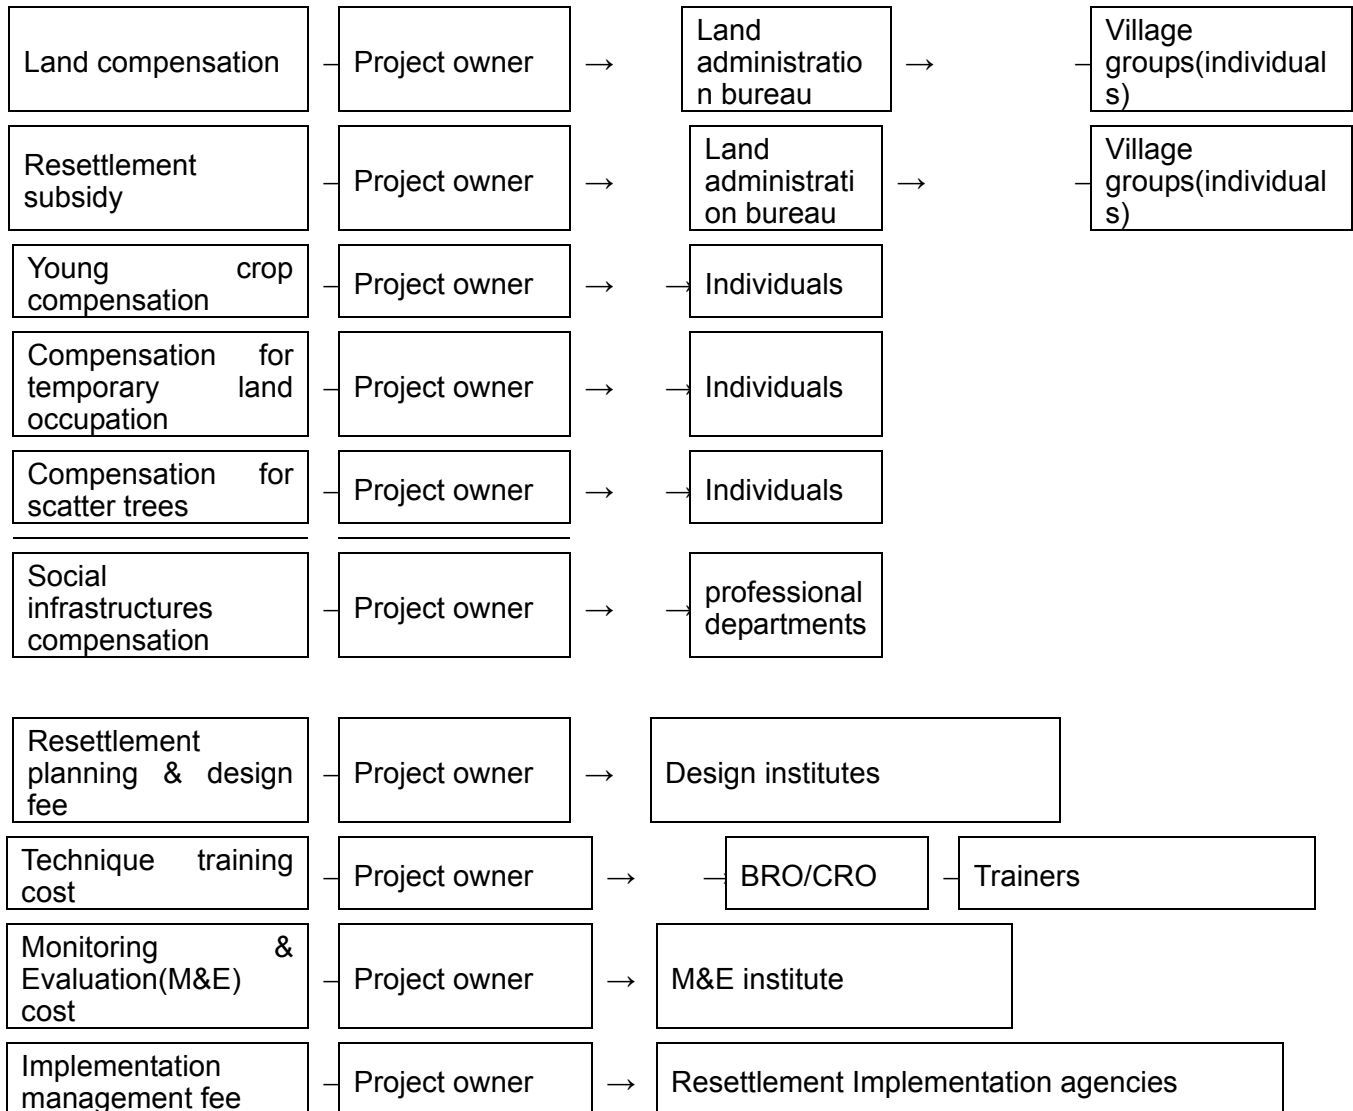 Land compensation
Project owner
Land
administratio
n bureau
Village
groups(individual
s)
Resettlement
subsidy
Project owner
Land
administrati
on bureau
Village
groups(individual
s)
Young crop
compensation
Project owner
Individuals
Compensation for
temporary land
occupation
Project owner
Individuals
Compensation for
scatter trees
Project owner
Individuals
Social
infrastructures
compensation
Project owner
professional
departments
Resettlement
planning & design
fee
Project owner
Design institutes
Technique training
cost
Project owner
BRO/CRO
Trainers
Monitoring &
Evaluation(M&E)
cost
Project owner
M&E institute
Implementation
management fee
Project owner
Resettlement Implementation agencies